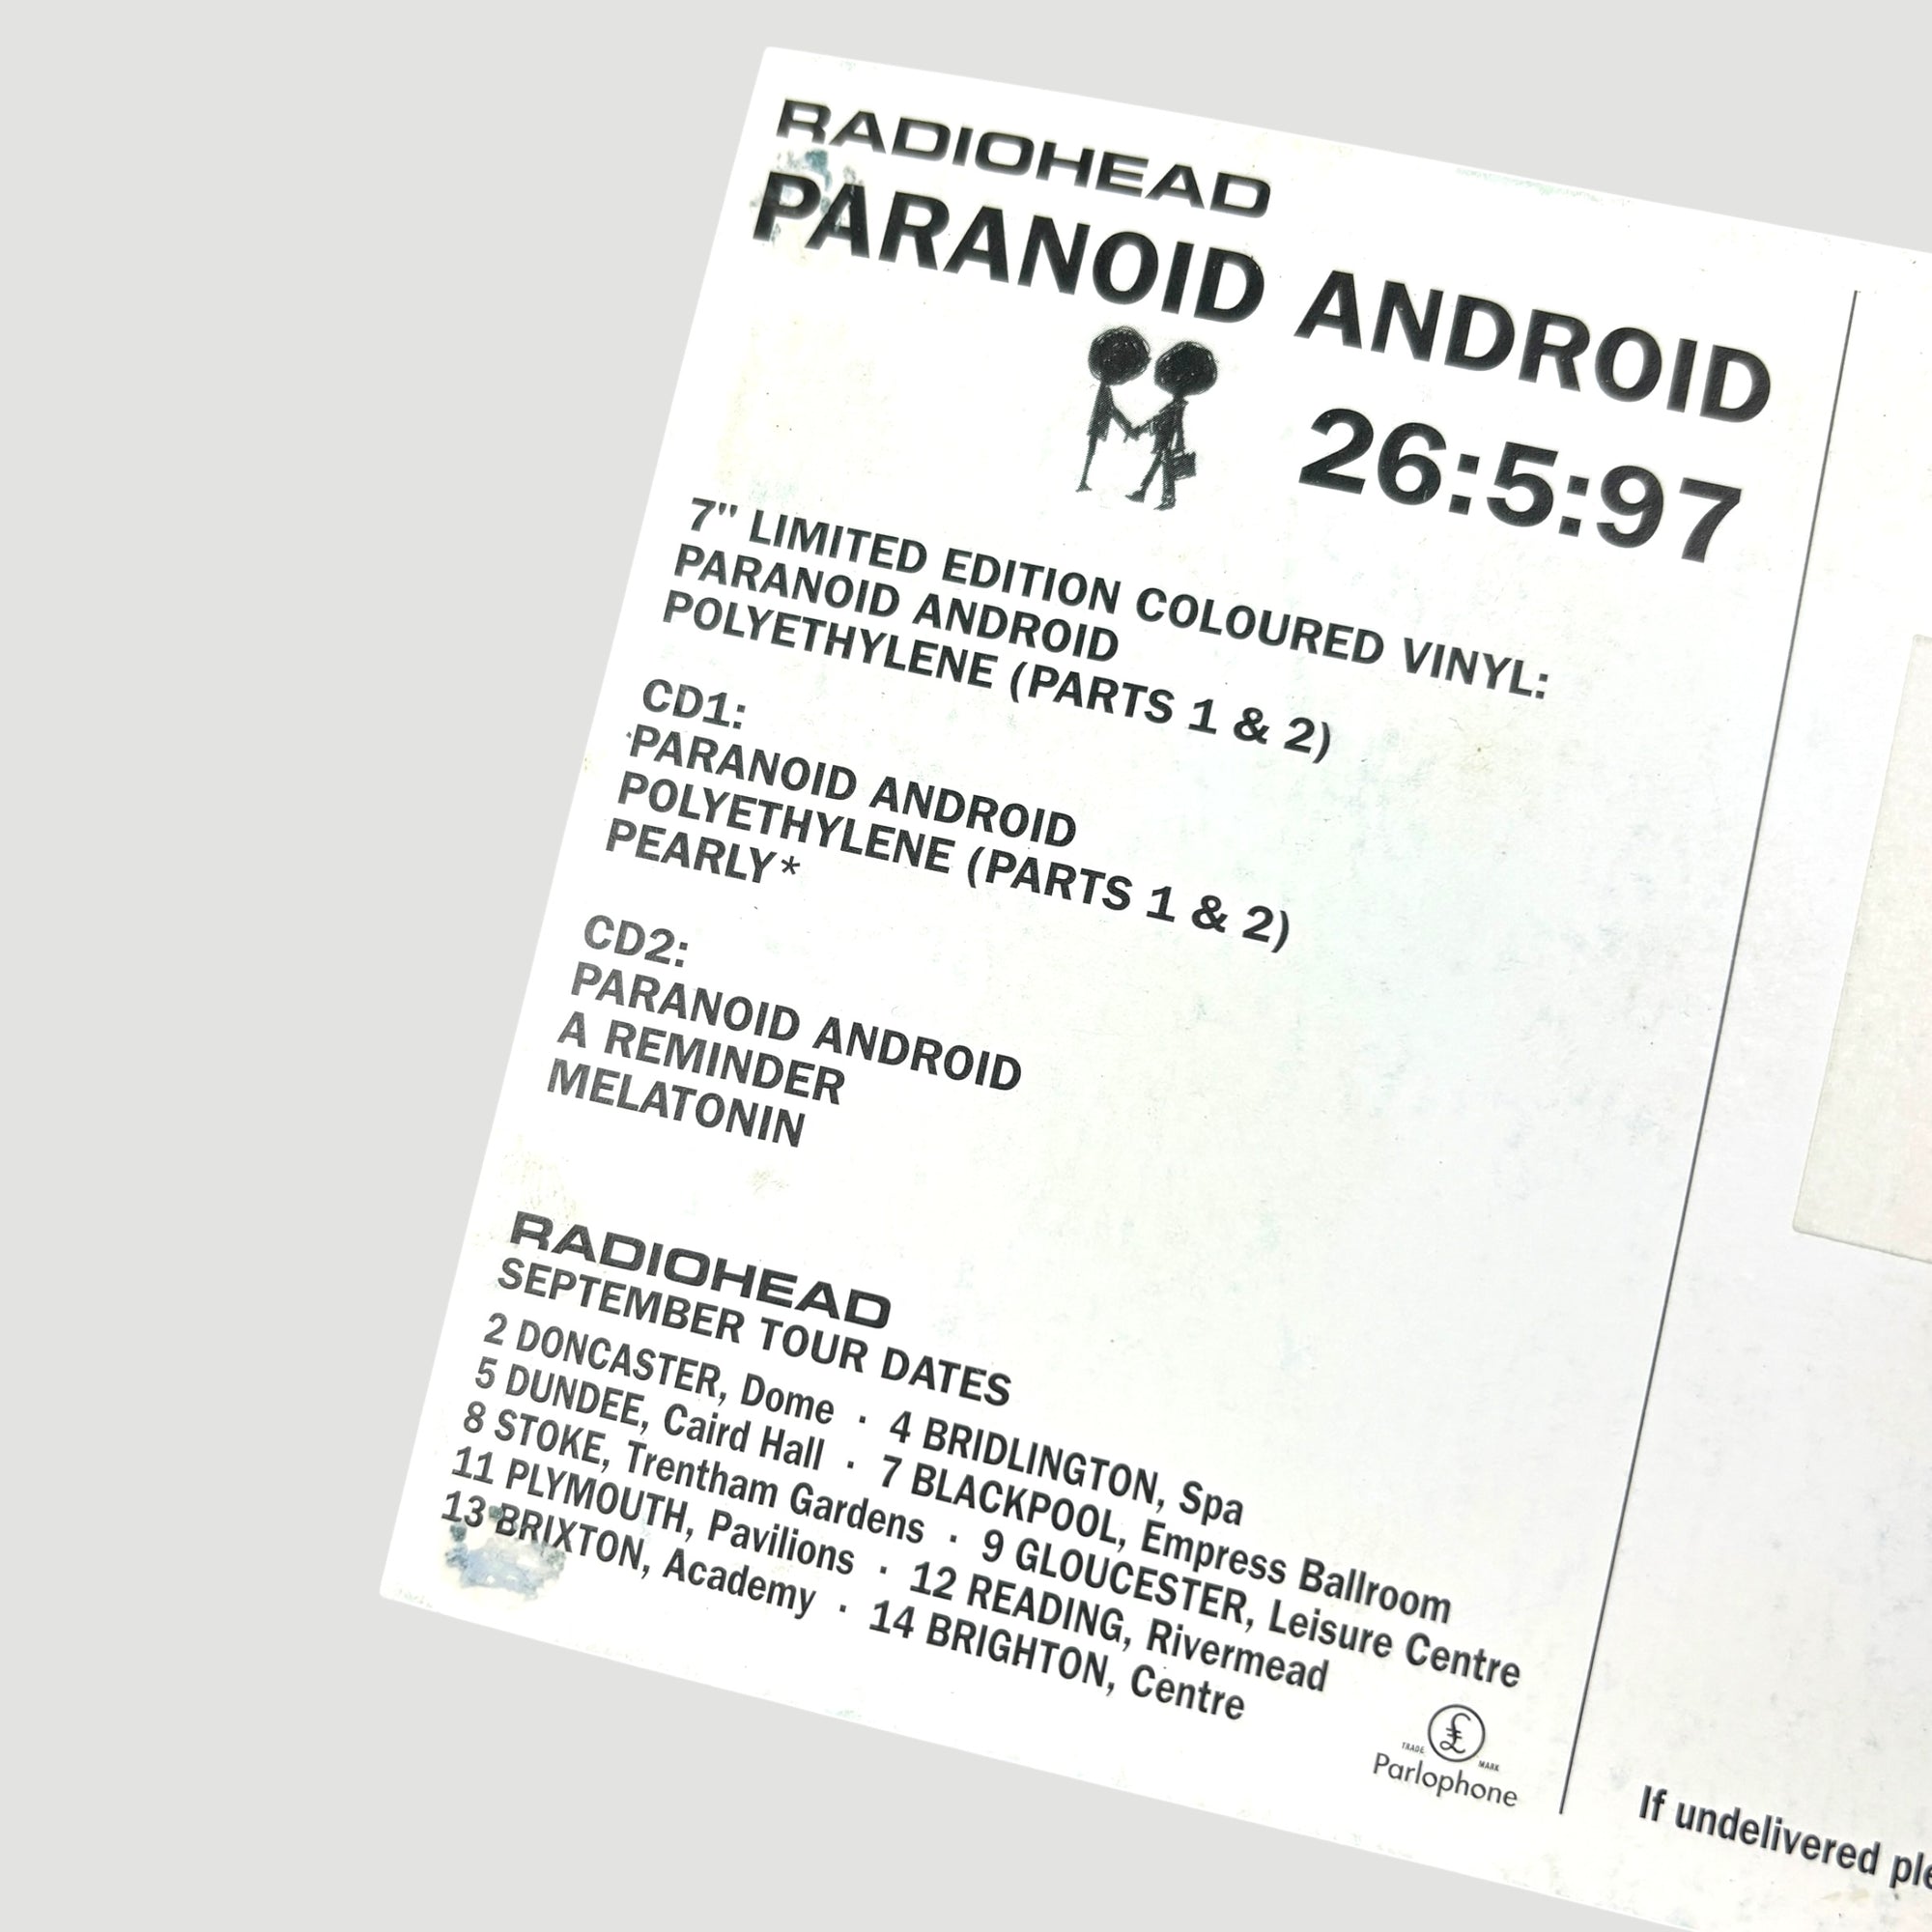 RADIOHEAD
PARANOID ANDROID
26:5:97
7" LIMITED EDITION COLOURED VINYL:
PARANOID ANDROID
POLYETHYLENE (PARTS 1 & 2)
CD1:
PARANOID ANDROID
POLYETHYLENE (PARTS 1 & 2)
PEARLY*
CD2:
PARANOID ANDROID
A REMINDER
MELATONIN
RADIOHEAD
SEPTEMBER TOUR DATES
2 DONCASTER, Dome · 4 BRIDLINGTON, Spa
5 DUNDEE, Caird Hall · 7 BLACKPOOL, Empress Ballroom
8 STOKE, Trentham Gardens · 9 GLOUCESTER, Leisure Centre
11 PLYMOUTH, Pavilions · 12 READING, Rivermead
13 BRIXTON, Academy · 14 BRIGHTON, Centre
£
TRADE MARK
Parlophone
If undelivered